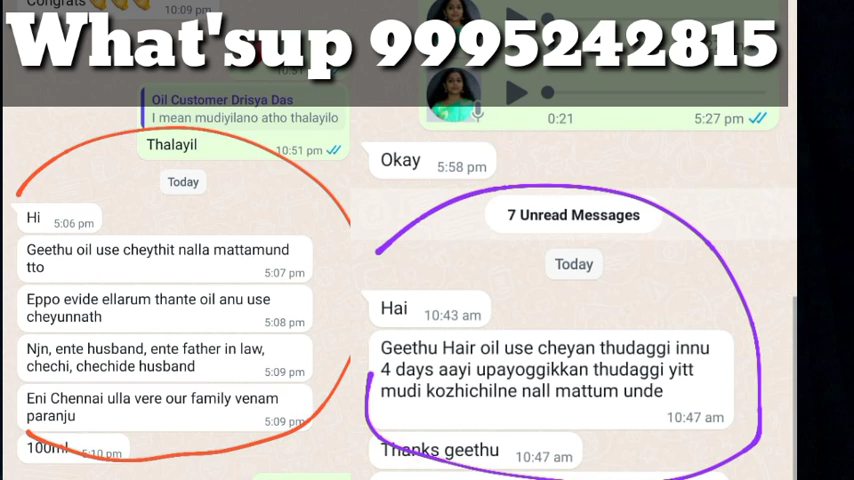 Congrats
10:09 pm
What'sup 9995242815
10:51
Oil Customer Drisya Das
I mean mudiyilano atho thalayilo
Thalayil
10:51 pm
Today
Hi
5:06 pm
Geethu oil use cheythit nalla mattamund
tto
5:07 pm
Eppo evide ellarum thante oil anu use
cheyunnath
5:08 pm
Njn, ente husband, ente father in law,
chechi, chechide husband
5:09 pm
Eni Chennai ulla vere our family venam
paranju
5:09 pm
100ml
5:10 pm
0:21
5:27 pm
Okay
5:58 pm
7 Unread Messages
Today
Hai
10:43 am
Geethu Hair oil use cheyan thudaggi innu
4 days aayi upayoggikkan thudaggi yitt
mudi kozhichilne nall mattum unde
10:47 am
Thanks geethu
10:47 am